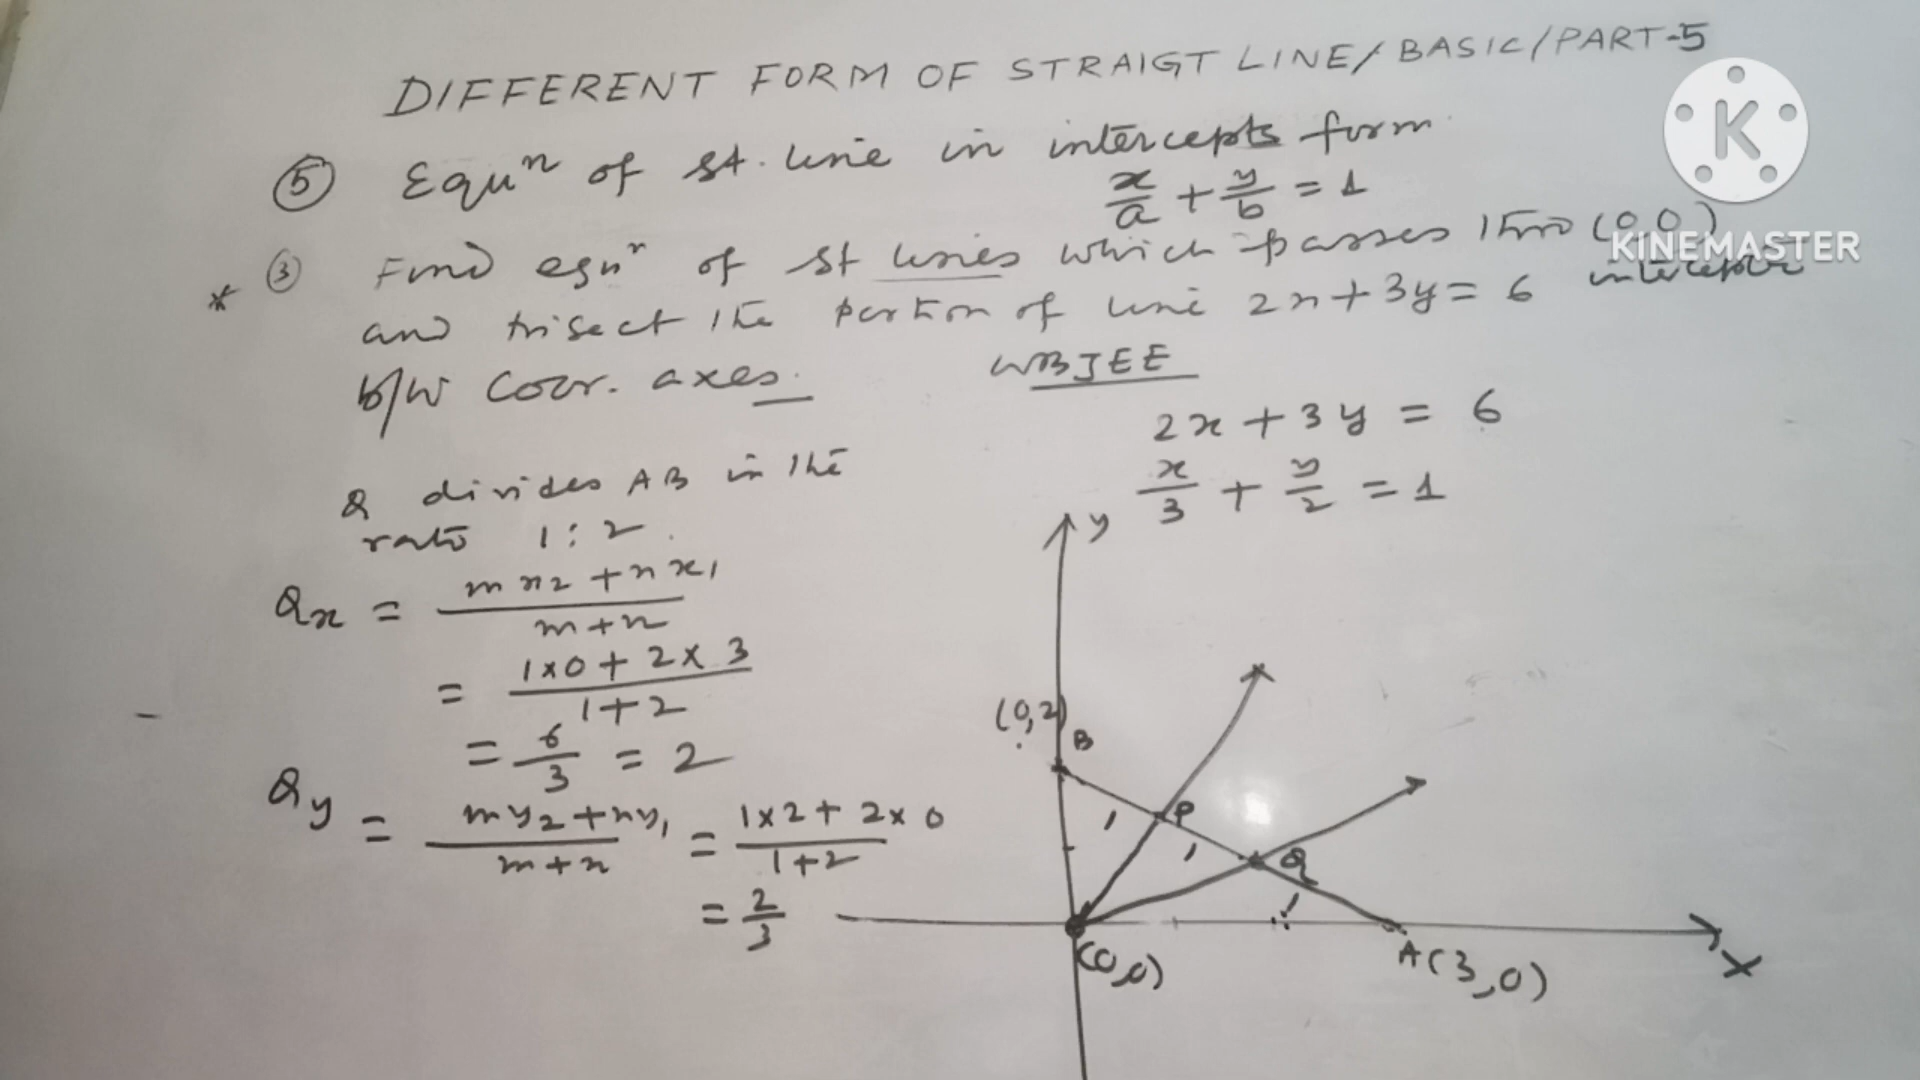 DIFFERENT FORM OF STRAIGT LINE/BASIC/PART-5
K
KINEMASTER
⑤ Equⁿ of st. line in intercepts form
x/a + y/b = 1
* ③ Find equⁿ of st lines which passes thro (0,0)
and trisect the portion of line 2x+3y= 6
b/w coor. axes.
WBJEE
2x + 3y = 6
x/3 + y/2 = 1
Q divides AB in the
ratio 1:2.
Qx = (mx₂ + nx₁)/(m+n)
= (1×0 + 2×3)/(1+2)
= 6/3 = 2
Qy = (my₂+ny₁)/(m+n) = (1×2 + 2×0)/(1+2)
= 2/3
y
(0,2)
B
P
1
1
Q
1
(0,0)
A(3,0)
X